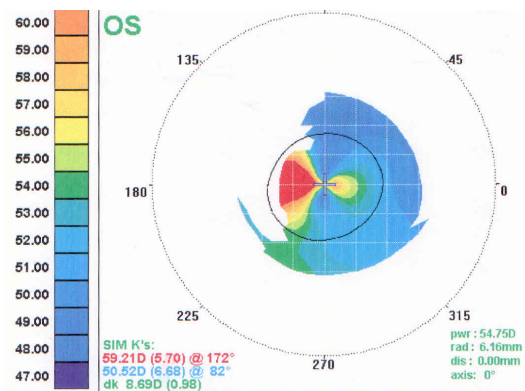 60.00
59.00
58.00
57.00
56.00
55.00
54.00
53.00
52.00
51.00
50.00
49.00
48.00
47.00
OS
135
45
180
0
225
315
270
SIM K's:
59.21D (5.70) @ 172°
50.52D (6.68) @ 82°
dk 8.69D (0.98)
pwr : 54.75D
rad : 6.16mm
dis : 0.00mm
axis: 0°